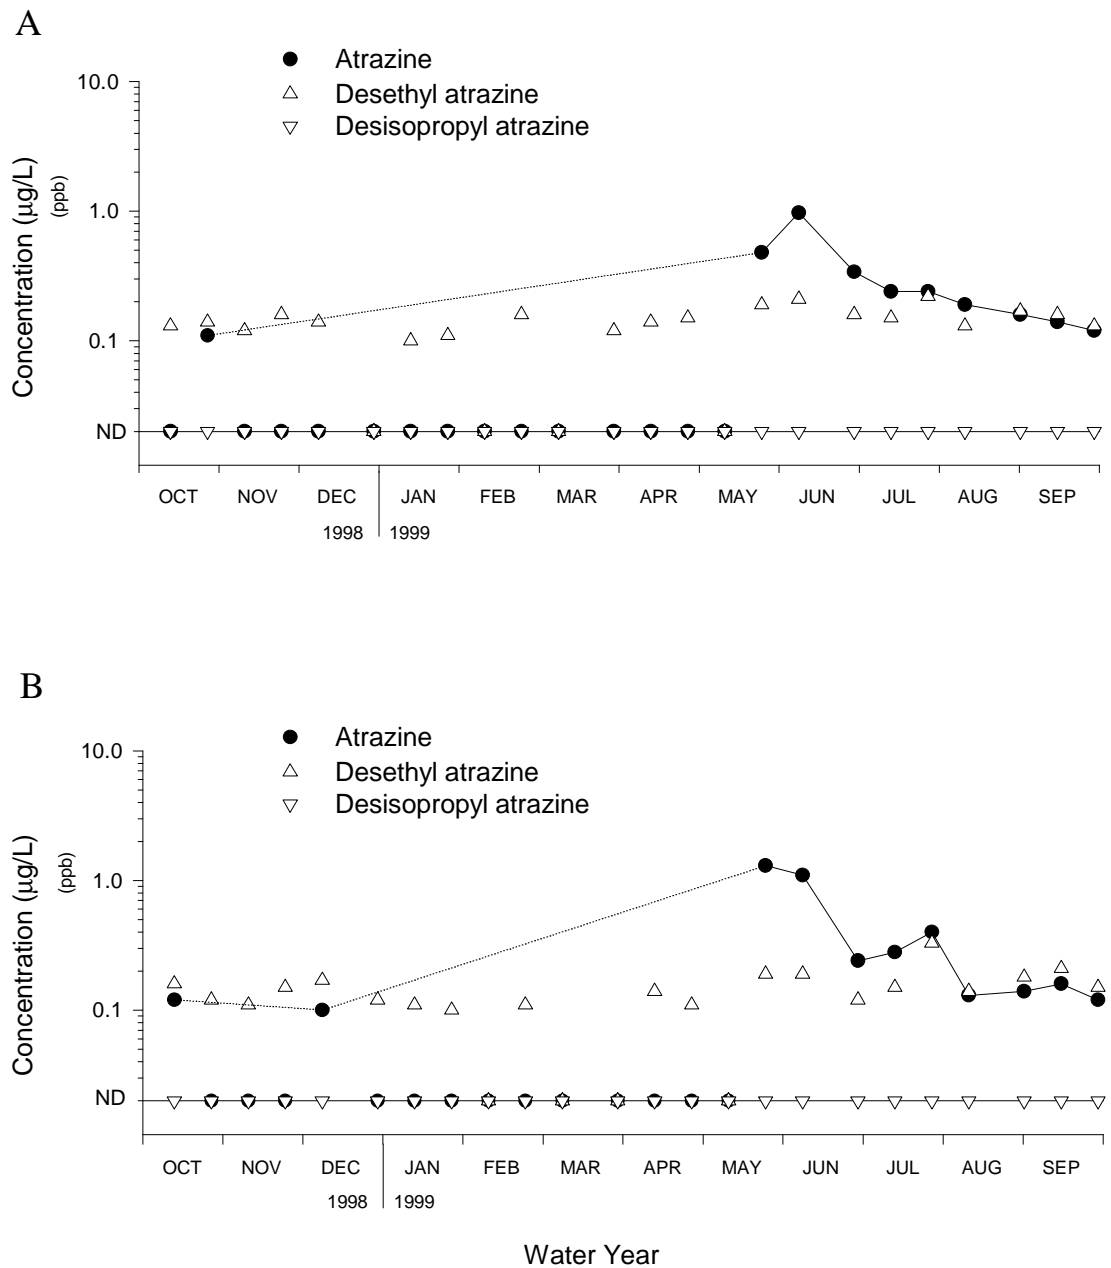 A
Atrazine
Desethyl atrazine
Desisopropyl atrazine
10.0
1.0
0.1
ND
Concentration (µg/L)
(ppb)
OCT NOV DEC JAN FEB MAR APR MAY JUN JUL AUG SEP
1998 1999
B
Atrazine
Desethyl atrazine
Desisopropyl atrazine
10.0
1.0
0.1
ND
Concentration (µg/L)
(ppb)
OCT NOV DEC JAN FEB MAR APR MAY JUN JUL AUG SEP
1998 1999
Water Year